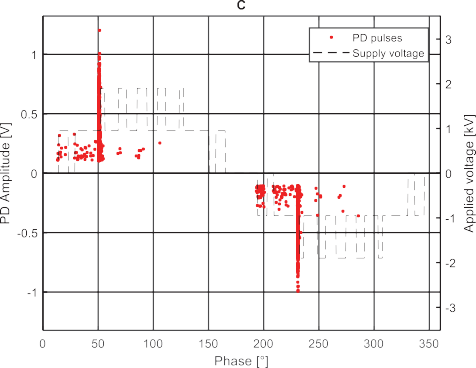 c
PD pulses
Supply voltage
1
0.5
0
-0.5
-1
3
2
1
0
-1
-2
-3
0 50 100 150 200 250 300 350
Phase [°]
PD Amplitude [V]
Applied voltage [kV]